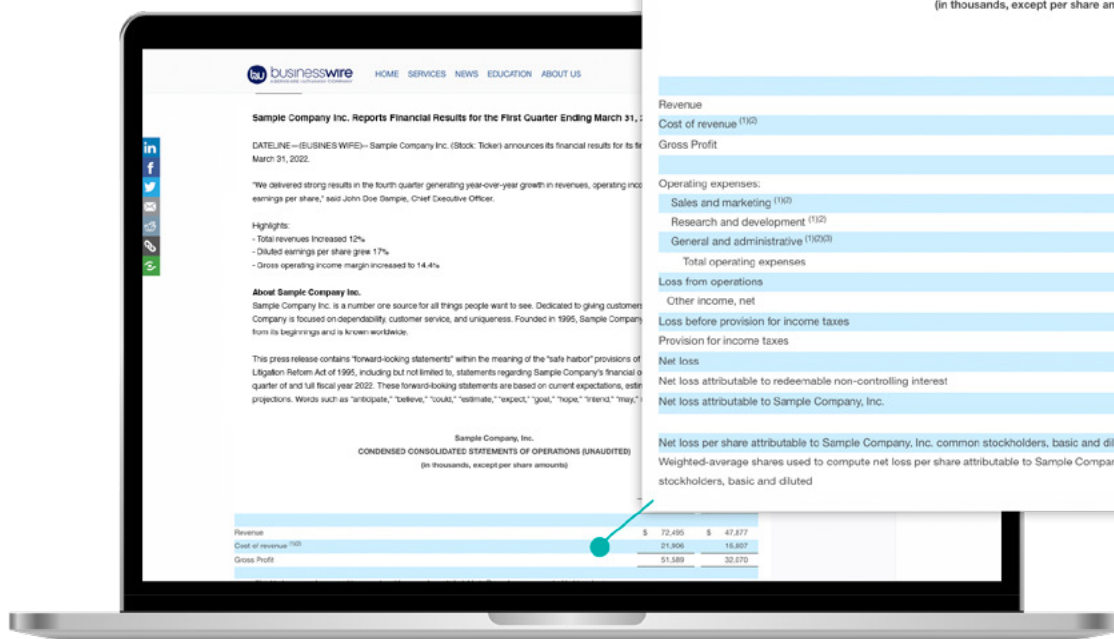 businesswire
HOME SERVICES NEWS EDUCATION ABOUT US
Sample Company Inc. Reports Financial Results for the First Quarter Ending March 31,
DATELINE--(BUSINES WIRE)-- Sample Company Inc. (Stock: Ticker) announces its financial results for its
March 31, 2022.
"We delivered strong results in the fourth quarter generating year-over-year growth in revenues, operating
earnings per share," said John Doe Sample, Chief Executive Officer.
Highlights:
- Total revenues Increased 12%
- Diluted earnings per share grew 17%
- Gross operating income margin increased to 14.4%
About Sample Company Inc.
Sample Company Inc. is a number one source for all things people want to see. Dedicated to giving
Company is focused on dependability, customer service, and uniqueness. Founded in 1995, Sample Company
from its beginnings and is known worldwide.
This press release contains "forward-looking statements" within the meaning of the "safe harbor" provisions of
Litigation Reform Act of 1995, including but not limited to, statements regarding Sample Company's financial
quarter of and full fiscal year 2022. These forward-looking statements are based on current expectations,
projections. Words such as "anticipate," "believe," "could," "estimate," "expect," "goal," "hope," "intend," "may,"
Sample Company, Inc.
CONDENSED CONSOLIDATED STATEMENTS OF OPERATIONS (UNAUDITED)
(in thousands, except per share amounts)
Revenue $ 72,495 $ 47,877
Cost of revenue (1)(2) 21,906 15,807
Gross Profit 51,589 32,070
(in thousands, except per share
Revenue
Cost of revenue (1)(2)
Gross Profit
Operating expenses:
Sales and marketing (1)(2)
Research and development (1)(2)
General and administrative (1)(2)(3)
Total operating expenses
Loss from operations
Other income, net
Loss before provision for income taxes
Provision for income taxes
Net loss
Net loss attributable to redeemable non-controlling interest
Net loss attributable to Sample Company, Inc.
Net loss per share attributable to Sample Company, Inc. common stockholders, basic and
Weighted-average shares used to compute net loss per share attributable to Sample
stockholders, basic and diluted